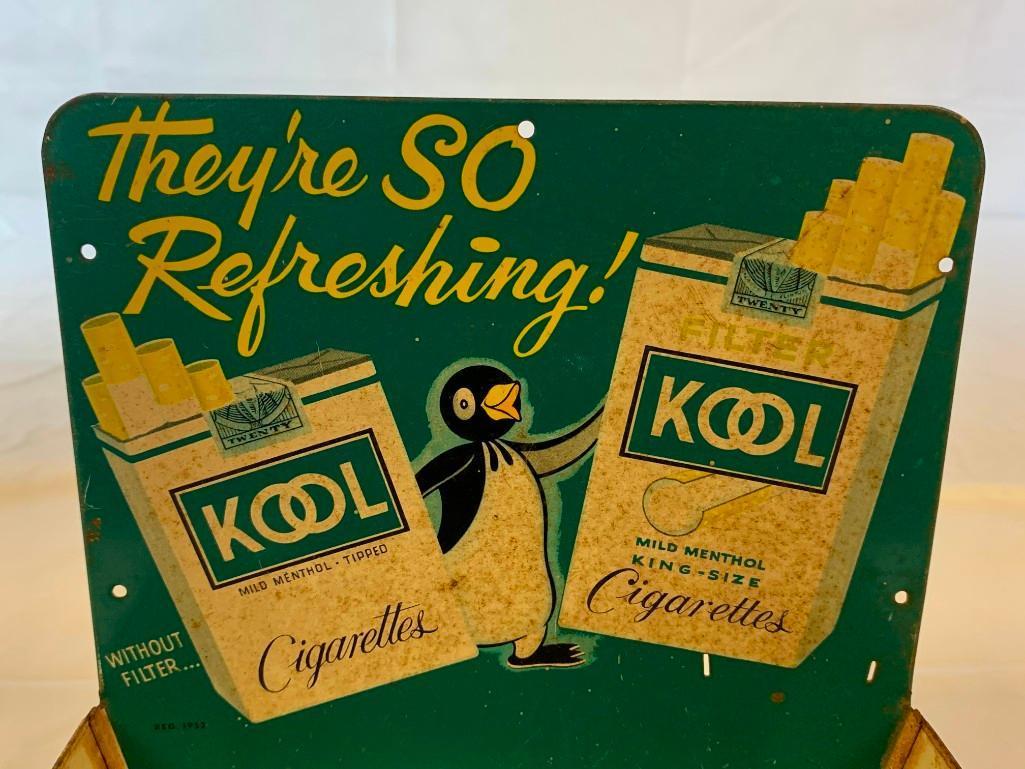 They're SO
Refreshing!
TWENTY
FILTER
KOOL
MILD MENTHOL
KING-SIZE
Cigarettes
TWENTY
KOOL
MILD MENTHOL · TIPPED
Cigarettes
WITHOUT
FILTER...